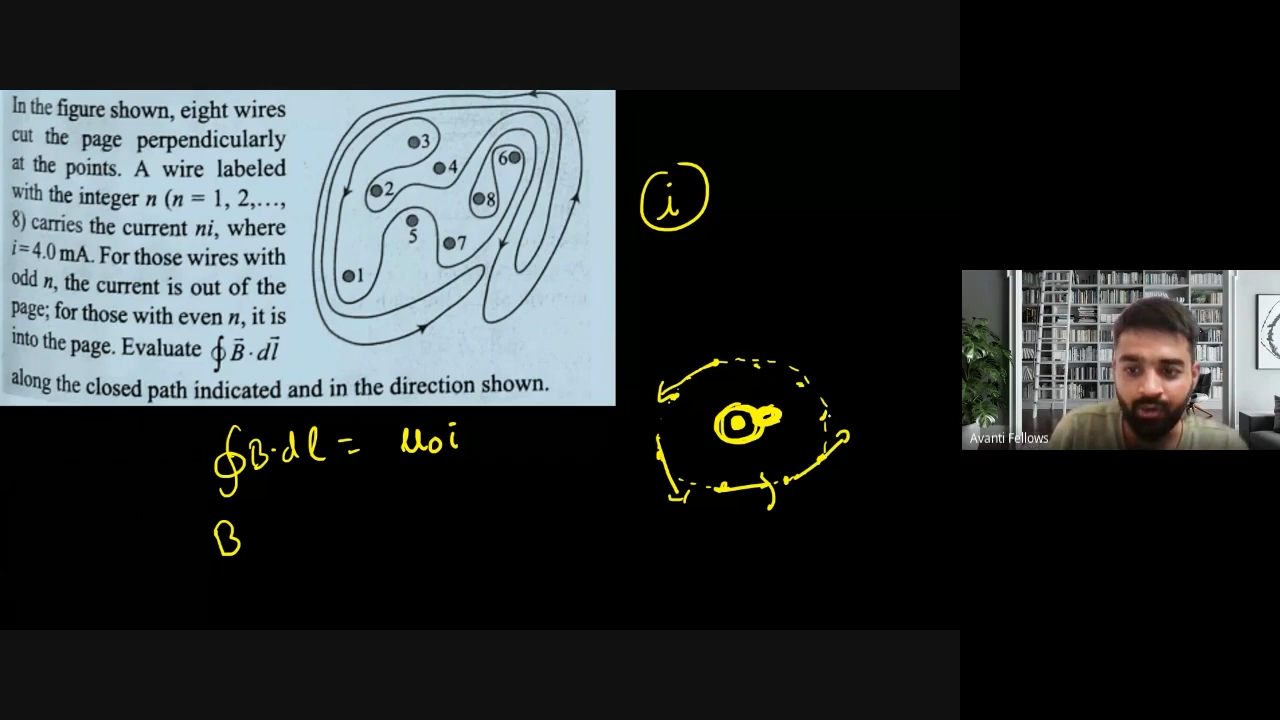 In the figure shown, eight wires
cut the page perpendicularly
at the points. A wire labeled
with the integer n (n = 1, 2,...,
8) carries the current ni, where
i=4.0 mA. For those wires with
odd n, the current is out of the
page; for those with even n, it is
into the page. Evaluate ∮B⃗·dl⃗
along the closed path indicated and in the direction shown.
3
4
6
2
8
5
7
1
i
∮B·dl = μ0i
B
Avanti Fellows